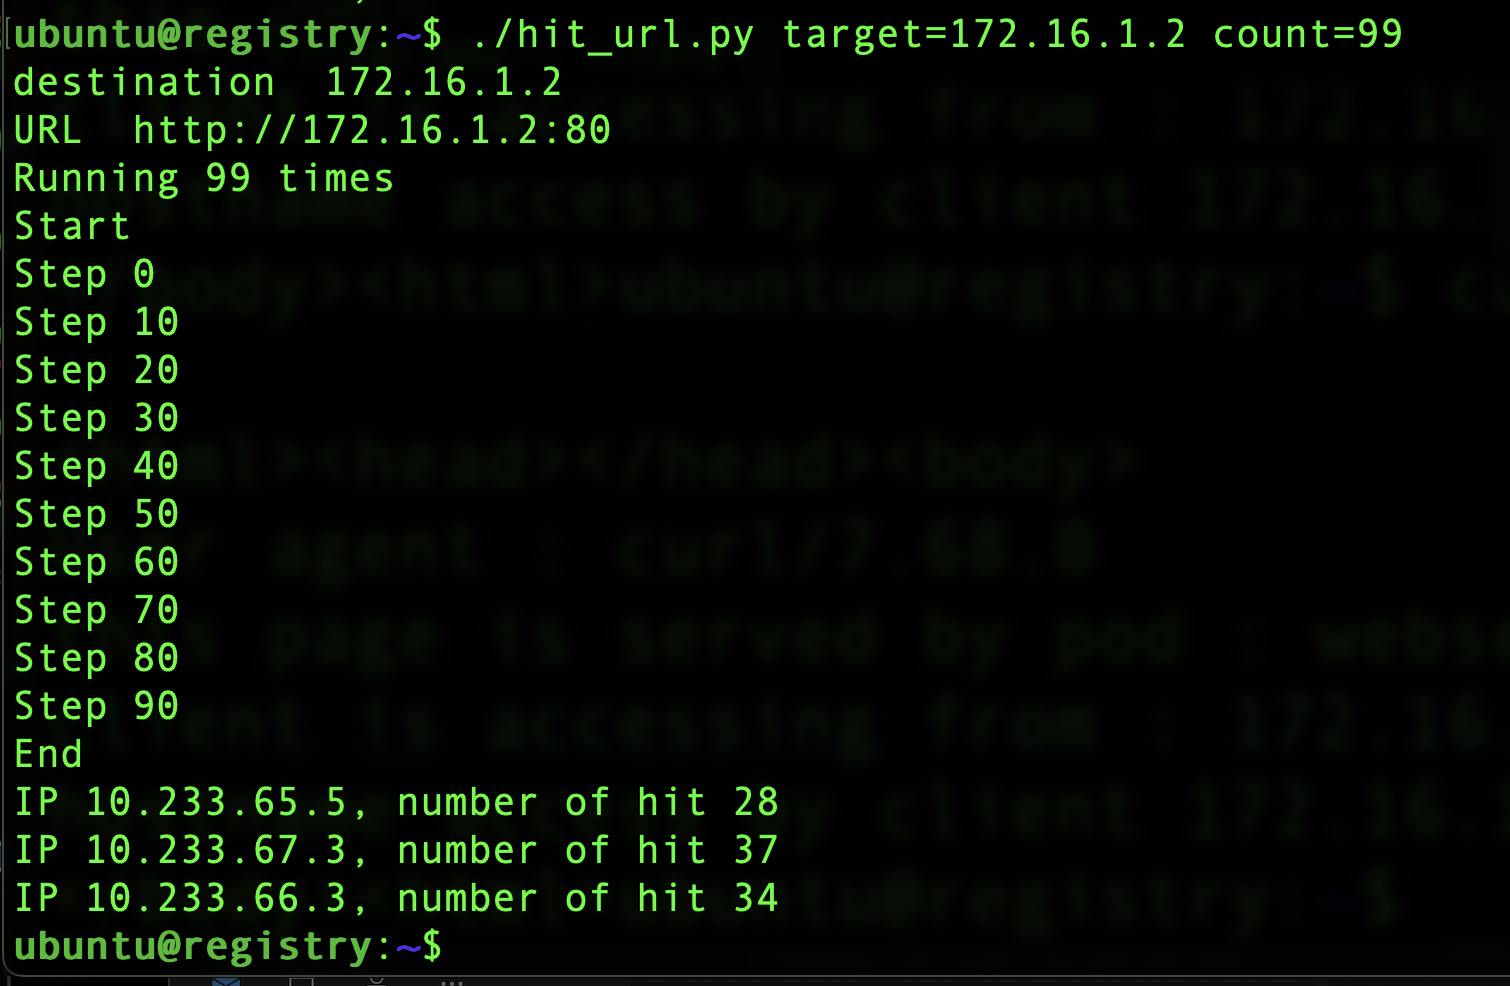 ubuntu@registry:~$ ./hit_url.py target=172.16.1.2 count=99
destination  172.16.1.2
URL  http://172.16.1.2:80
Running 99 times
Start
Step 0
Step 10
Step 20
Step 30
Step 40
Step 50
Step 60
Step 70
Step 80
Step 90
End
IP 10.233.65.5, number of hit 28
IP 10.233.67.3, number of hit 37
IP 10.233.66.3, number of hit 34
ubuntu@registry:~$